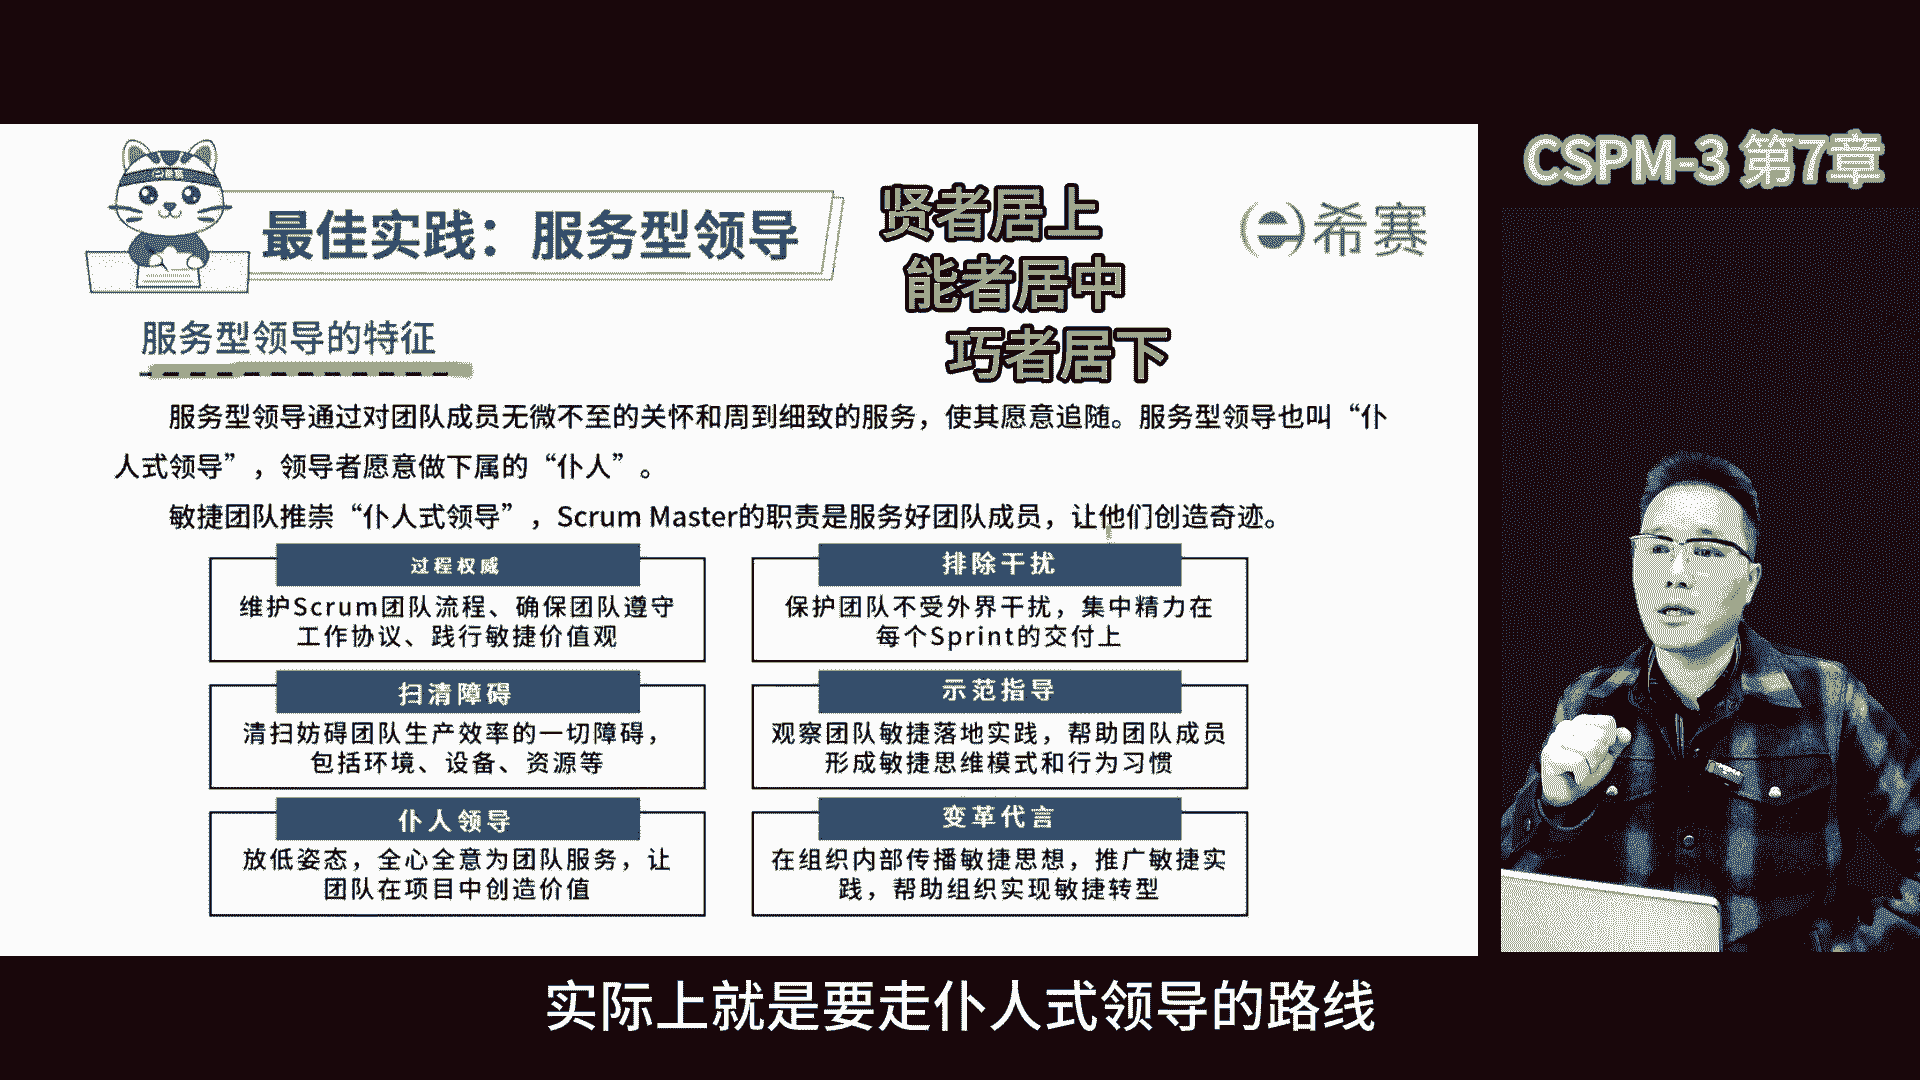 CSPM-3 第7章
最佳实践：服务型领导
贤者居上
能者居中
巧者居下
希赛
服务型领导的特征
服务型领导通过对团队成员无微不至的关怀和周到细致的服务，使其愿意追随。服务型领导也叫“仆
人式领导”，领导者愿意做下属的“仆人”。
敏捷团队推崇“仆人式领导”，Scrum Master的职责是服务好团队成员，让他们创造奇迹。
过程权威
维护Scrum团队流程、确保团队遵守
工作协议、践行敏捷价值观
排除干扰
保护团队不受外界干扰，集中精力在
每个Sprint的交付上
扫清障碍
清扫妨碍团队生产效率的一切障碍，
包括环境、设备、资源等
示范指导
观察团队敏捷落地实践，帮助团队成员
形成敏捷思维模式和行为习惯
仆人领导
放低姿态，全心全意为团队服务，让
团队在项目中创造价值
变革代言
在组织内部传播敏捷思想，推广敏捷实
践，帮助组织实现敏捷转型
实际上就是要走仆人式领导的路线